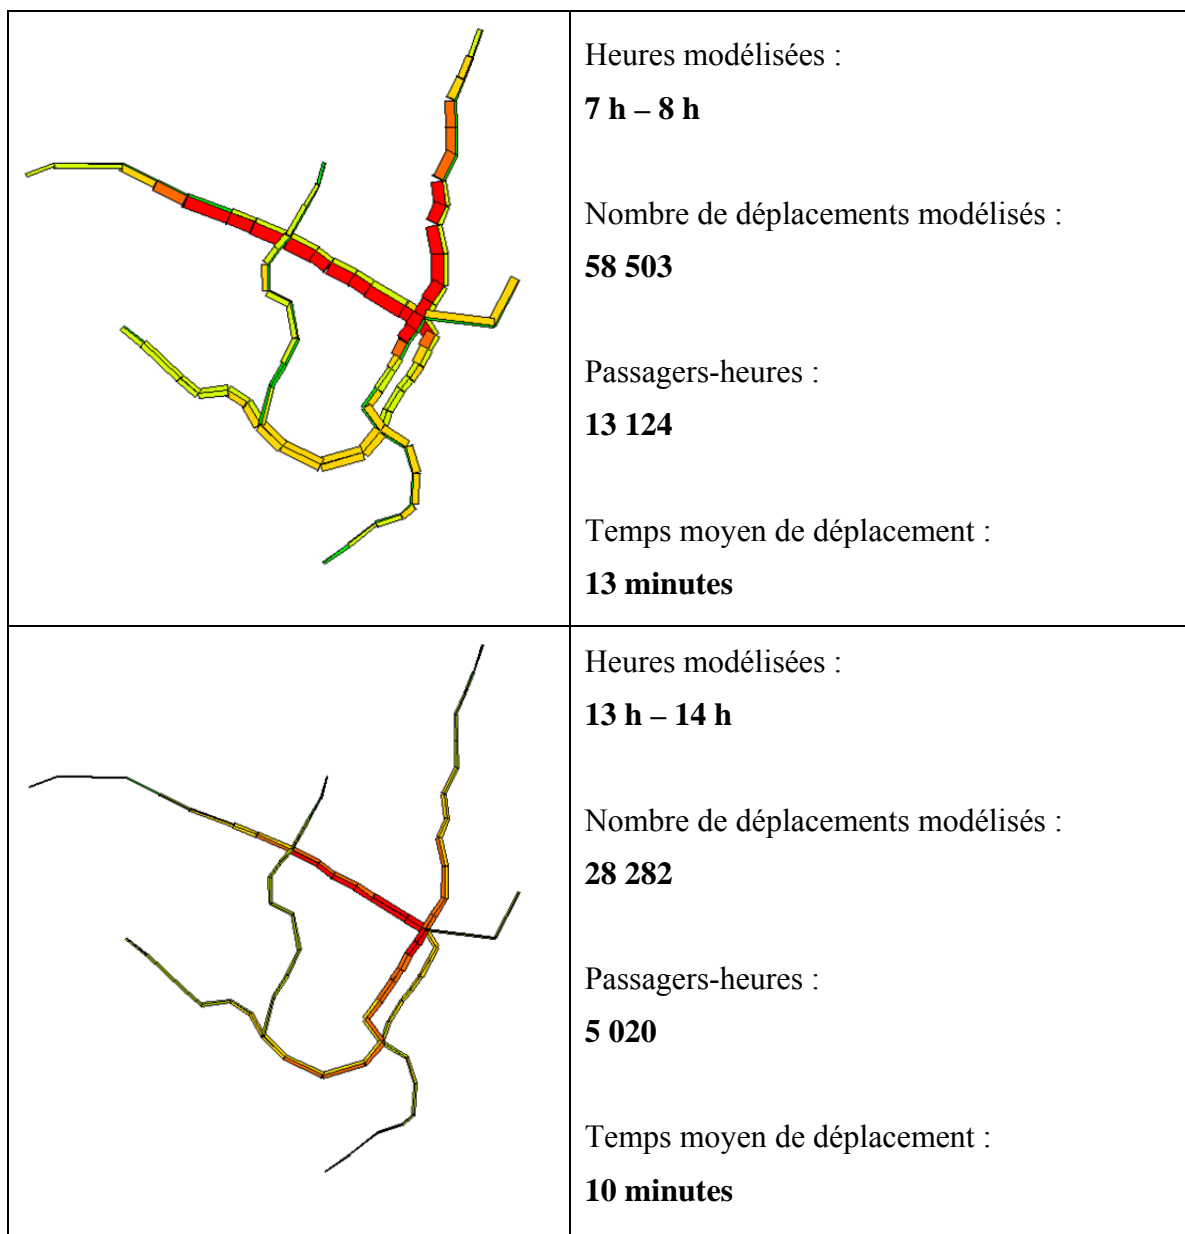 Heures modélisées :
7 h – 8 h
Nombre de déplacements modélisés :
58 503
Passagers-heures :
13 124
Temps moyen de déplacement :
13 minutes
Heures modélisées :
13 h – 14 h
Nombre de déplacements modélisés :
28 282
Passagers-heures :
5 020
Temps moyen de déplacement :
10 minutes